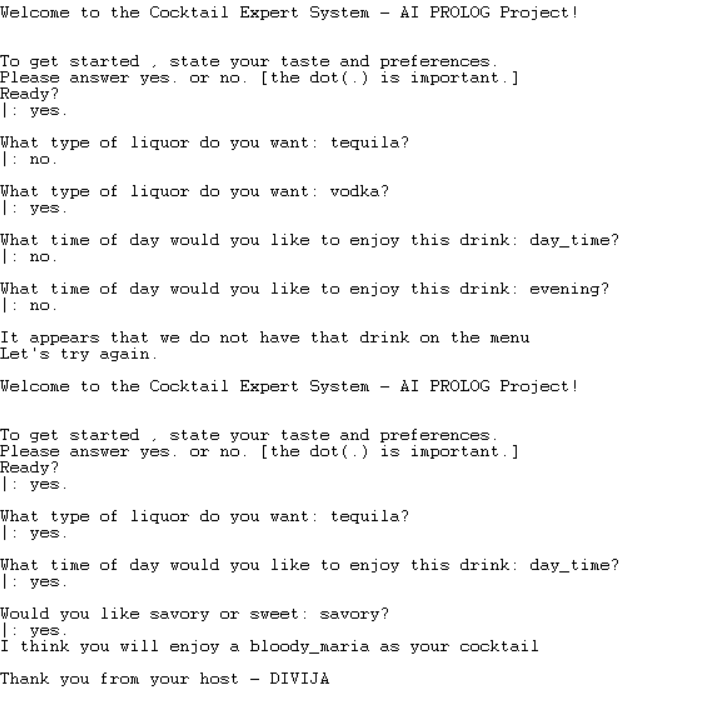 Welcome to the Cocktail Expert System – AI PROLOG Project!
To get started , state your taste and preferences.
Please answer yes. or no. [the dot(.) is important.]
Ready?
|: yes.
What type of liquor do you want: tequila?
|: no.
What type of liquor do you want: vodka?
|: yes.
What time of day would you like to enjoy this drink: day_time?
|: no.
What time of day would you like to enjoy this drink: evening?
|: no.
It appears that we do not have that drink on the menu
Let's try again.
Welcome to the Cocktail Expert System – AI PROLOG Project!
To get started , state your taste and preferences.
Please answer yes. or no. [the dot(.) is important.]
Ready?
|: yes.
What type of liquor do you want: tequila?
|: yes.
What time of day would you like to enjoy this drink: day_time?
|: yes.
Would you like savory or sweet: savory?
|: yes.
I think you will enjoy a bloody_maria as your cocktail
Thank you from your host – DIVIJA